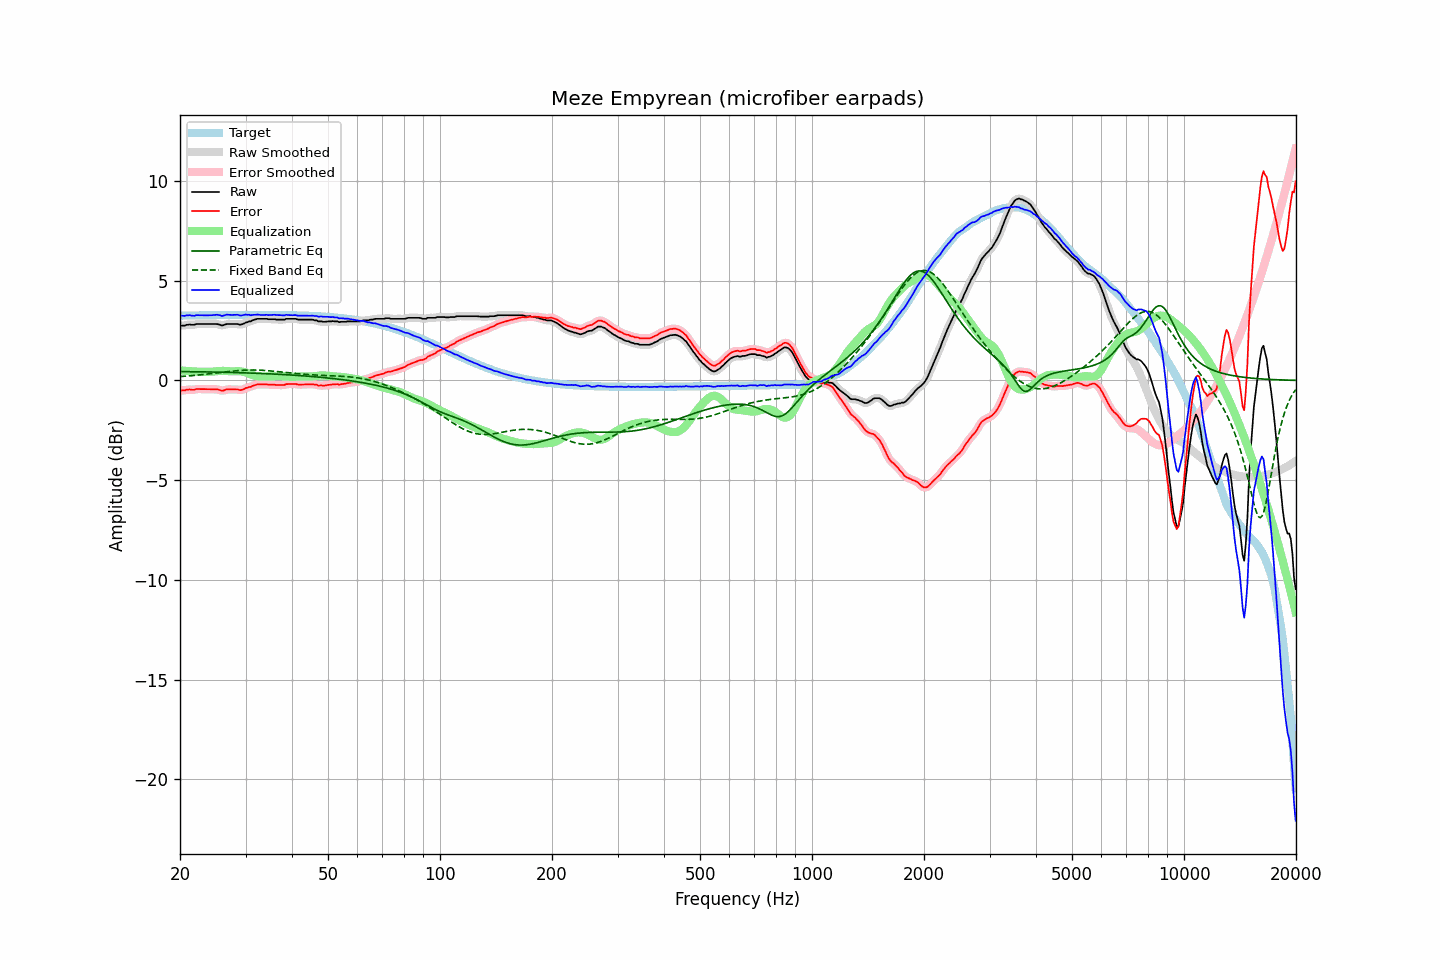 Meze Empyrean (microfiber earpads)
Target
Raw Smoothed
Error Smoothed
Raw
Error
Equalization
Parametric Eq
Fixed Band Eq
Equalized
Amplitude (dBr)
10
5
0
−5
−10
−15
−20
20 50 100 200 500 1000 2000 5000 10000 20000
Frequency (Hz)